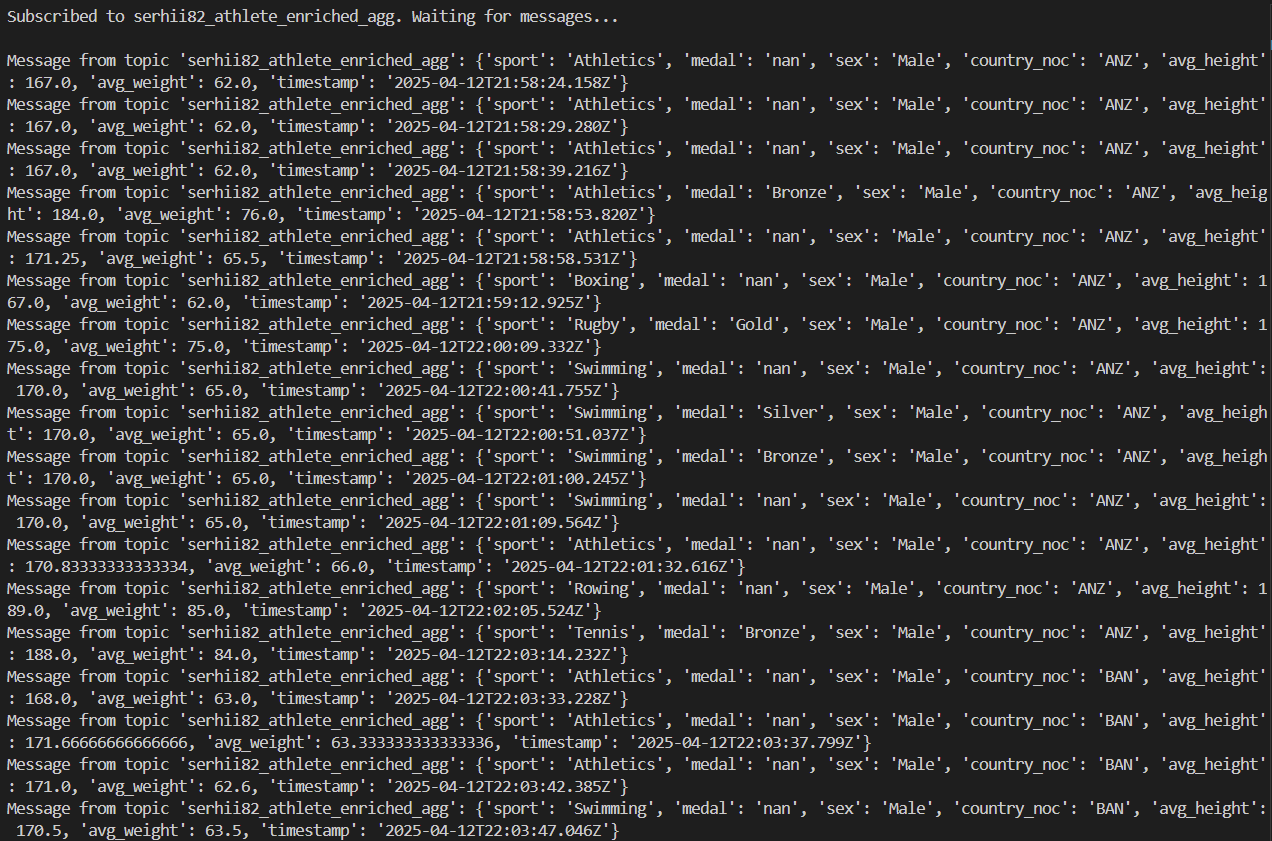 Subscribed to serhii82_athlete_enriched_agg. Waiting for messages...

Message from topic 'serhii82_athlete_enriched_agg': {'sport': 'Athletics', 'medal': 'nan', 'sex': 'Male', 'country_noc': 'ANZ', 'avg_height'
: 167.0, 'avg_weight': 62.0, 'timestamp': '2025-04-12T21:58:24.158Z'}
Message from topic 'serhii82_athlete_enriched_agg': {'sport': 'Athletics', 'medal': 'nan', 'sex': 'Male', 'country_noc': 'ANZ', 'avg_height'
: 167.0, 'avg_weight': 62.0, 'timestamp': '2025-04-12T21:58:29.280Z'}
Message from topic 'serhii82_athlete_enriched_agg': {'sport': 'Athletics', 'medal': 'nan', 'sex': 'Male', 'country_noc': 'ANZ', 'avg_height'
: 167.0, 'avg_weight': 62.0, 'timestamp': '2025-04-12T21:58:39.216Z'}
Message from topic 'serhii82_athlete_enriched_agg': {'sport': 'Athletics', 'medal': 'Bronze', 'sex': 'Male', 'country_noc': 'ANZ', 'avg_heig
ht': 184.0, 'avg_weight': 76.0, 'timestamp': '2025-04-12T21:58:53.820Z'}
Message from topic 'serhii82_athlete_enriched_agg': {'sport': 'Athletics', 'medal': 'nan', 'sex': 'Male', 'country_noc': 'ANZ', 'avg_height'
: 171.25, 'avg_weight': 65.5, 'timestamp': '2025-04-12T21:58:58.531Z'}
Message from topic 'serhii82_athlete_enriched_agg': {'sport': 'Boxing', 'medal': 'nan', 'sex': 'Male', 'country_noc': 'ANZ', 'avg_height': 1
67.0, 'avg_weight': 62.0, 'timestamp': '2025-04-12T21:59:12.925Z'}
Message from topic 'serhii82_athlete_enriched_agg': {'sport': 'Rugby', 'medal': 'Gold', 'sex': 'Male', 'country_noc': 'ANZ', 'avg_height': 1
75.0, 'avg_weight': 75.0, 'timestamp': '2025-04-12T22:00:09.332Z'}
Message from topic 'serhii82_athlete_enriched_agg': {'sport': 'Swimming', 'medal': 'nan', 'sex': 'Male', 'country_noc': 'ANZ', 'avg_height':
 170.0, 'avg_weight': 65.0, 'timestamp': '2025-04-12T22:00:41.755Z'}
Message from topic 'serhii82_athlete_enriched_agg': {'sport': 'Swimming', 'medal': 'Silver', 'sex': 'Male', 'country_noc': 'ANZ', 'avg_heigh
t': 170.0, 'avg_weight': 65.0, 'timestamp': '2025-04-12T22:00:51.037Z'}
Message from topic 'serhii82_athlete_enriched_agg': {'sport': 'Swimming', 'medal': 'Bronze', 'sex': 'Male', 'country_noc': 'ANZ', 'avg_heigh
t': 170.0, 'avg_weight': 65.0, 'timestamp': '2025-04-12T22:01:00.245Z'}
Message from topic 'serhii82_athlete_enriched_agg': {'sport': 'Swimming', 'medal': 'nan', 'sex': 'Male', 'country_noc': 'ANZ', 'avg_height':
 170.0, 'avg_weight': 65.0, 'timestamp': '2025-04-12T22:01:09.564Z'}
Message from topic 'serhii82_athlete_enriched_agg': {'sport': 'Athletics', 'medal': 'nan', 'sex': 'Male', 'country_noc': 'ANZ', 'avg_height'
: 170.83333333333334, 'avg_weight': 66.0, 'timestamp': '2025-04-12T22:01:32.616Z'}
Message from topic 'serhii82_athlete_enriched_agg': {'sport': 'Rowing', 'medal': 'nan', 'sex': 'Male', 'country_noc': 'ANZ', 'avg_height': 1
89.0, 'avg_weight': 85.0, 'timestamp': '2025-04-12T22:02:05.524Z'}
Message from topic 'serhii82_athlete_enriched_agg': {'sport': 'Tennis', 'medal': 'Bronze', 'sex': 'Male', 'country_noc': 'ANZ', 'avg_height'
: 188.0, 'avg_weight': 84.0, 'timestamp': '2025-04-12T22:03:14.232Z'}
Message from topic 'serhii82_athlete_enriched_agg': {'sport': 'Athletics', 'medal': 'nan', 'sex': 'Male', 'country_noc': 'BAN', 'avg_height'
: 168.0, 'avg_weight': 63.0, 'timestamp': '2025-04-12T22:03:33.228Z'}
Message from topic 'serhii82_athlete_enriched_agg': {'sport': 'Athletics', 'medal': 'nan', 'sex': 'Male', 'country_noc': 'BAN', 'avg_height'
: 171.66666666666666, 'avg_weight': 63.333333333333336, 'timestamp': '2025-04-12T22:03:37.799Z'}
Message from topic 'serhii82_athlete_enriched_agg': {'sport': 'Athletics', 'medal': 'nan', 'sex': 'Male', 'country_noc': 'BAN', 'avg_height'
: 171.0, 'avg_weight': 62.6, 'timestamp': '2025-04-12T22:03:42.385Z'}
Message from topic 'serhii82_athlete_enriched_agg': {'sport': 'Swimming', 'medal': 'nan', 'sex': 'Male', 'country_noc': 'BAN', 'avg_height':
 170.5, 'avg_weight': 63.5, 'timestamp': '2025-04-12T22:03:47.046Z'}